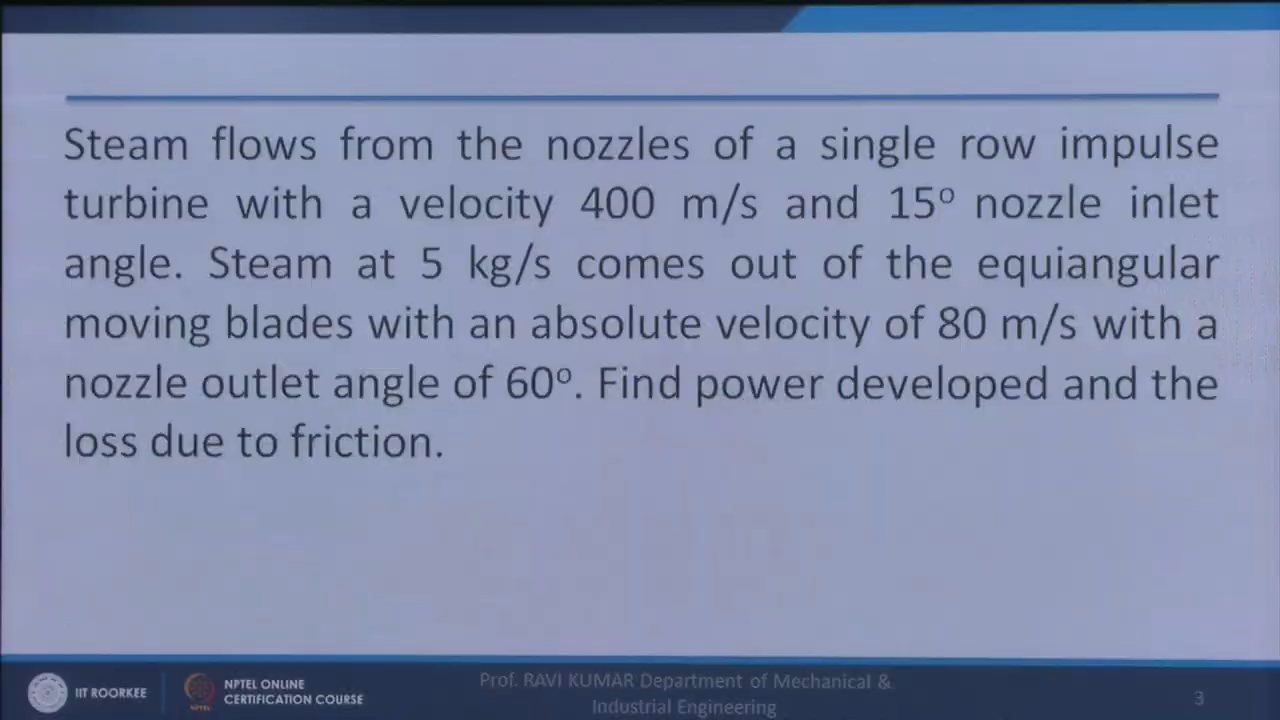 Steam flows from the nozzles of a single row impulse
turbine with a velocity 400 m/s and 15° nozzle inlet
angle. Steam at 5 kg/s comes out of the equiangular
moving blades with an absolute velocity of 80 m/s with a
nozzle outlet angle of 60°. Find power developed and the
loss due to friction.
IIT ROORKEE
NPTEL
NPTEL ONLINE
CERTIFICATION COURSE
Prof. RAVI KUMAR Department of Mechanical &
Industrial Engineering
3